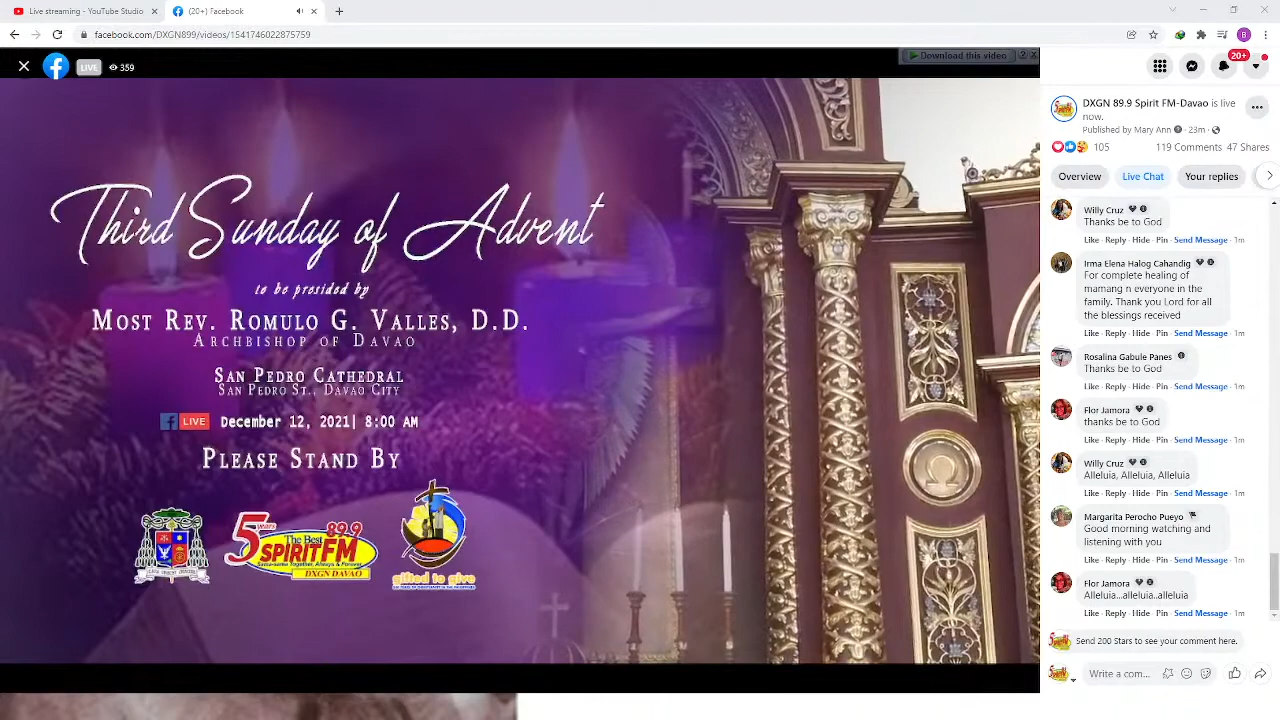 Live streaming - YouTube Studio
(20+) Facebook
facebook.com/DXGN899/videos/1541746022875759
B
LIVE 359
Download this video
20+
Third Sunday of Advent
to be presided by
Most Rev. Romulo G. Valles, D.D.
Archbishop of Davao
San Pedro Cathedral
San Pedro St., Davao City
LIVE December 12, 2021| 8:00 AM
Please Stand By
5 years
The Best
89.9
SPIRIT FM
DXGN DAVAO
gifted to give
DXGN 89.9 Spirit FM-Davao is live
now.
Published by Mary Ann · 23m ·
105 119 Comments 47 Shares
Overview Live Chat Your replies
Willy Cruz
Thanks be to God
Like · Reply · Hide · Pin · Send Message · 1m
Irma Elena Halog Cahandig
For complete healing of
mamang n everyone in the
family. Thank you Lord for all
the blessings received
Like · Reply · Hide · Pin · Send Message · 1m
Rosalina Gabule Panes
Thanks be to God
Like · Reply · Hide · Pin · Send Message · 1m
Flor Jamora
thanks be to God
Like · Reply · Hide · Pin · Send Message · 1m
Willy Cruz
Alleluia, Alleluia, Alleluia
Like · Reply · Hide · Pin · Send Message · 1m
Margarita Perocho Pueyo
Good morning watching and
listening with you
Like · Reply · Hide · Pin · Send Message · 1m
Flor Jamora
Alleluia...alleluia..alleluia
Like · Reply · Hide · Pin · Send Message · 1m
Send 200 Stars to see your comment here.
Write a com...